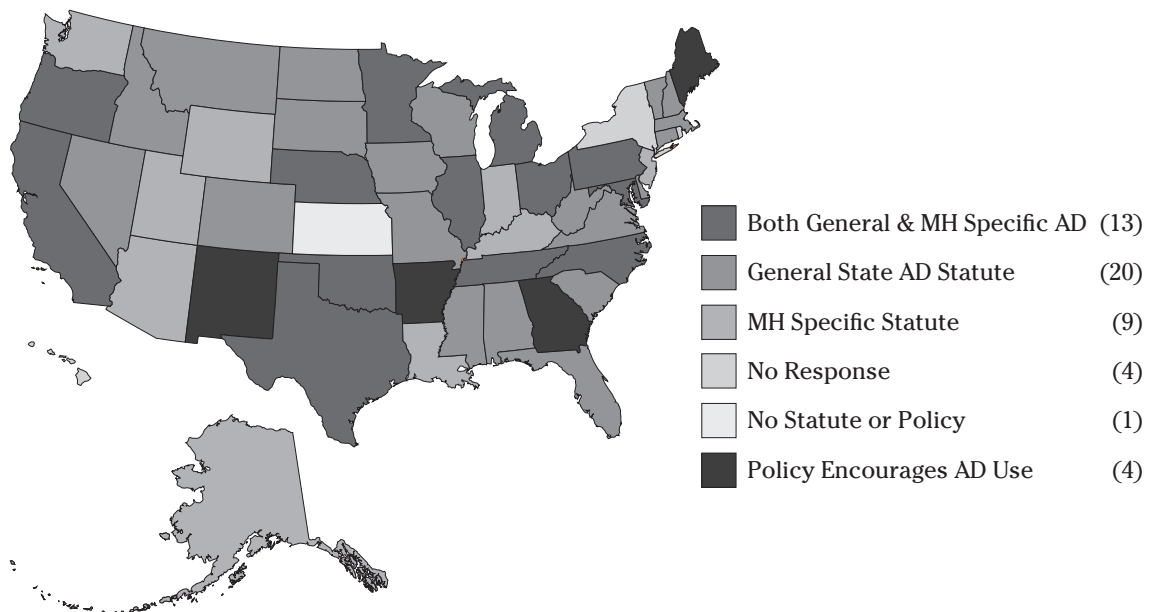 Both General & MH Specific AD (13)
General State AD Statute (20)
MH Specific Statute (9)
No Response (4)
No Statute or Policy (1)
Policy Encourages AD Use (4)